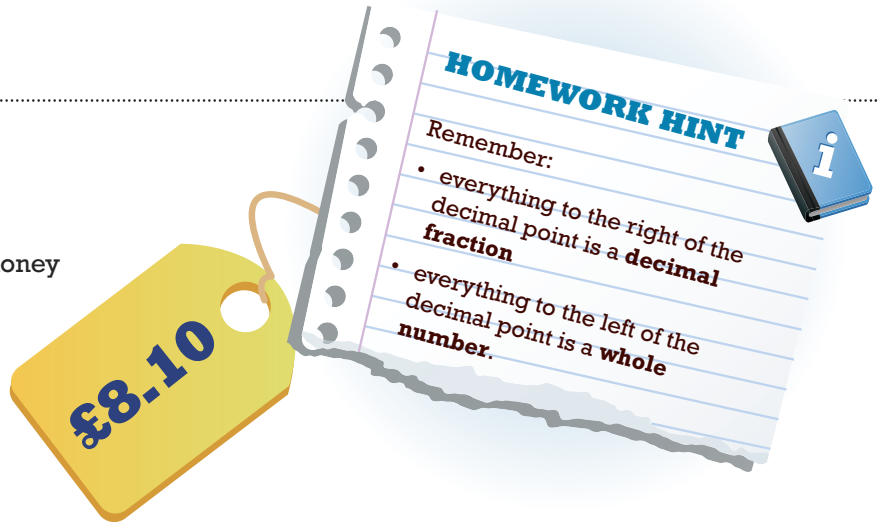 HOMEWORK HINT
Remember:
• everything to the right of the
decimal point is a decimal
fraction
• everything to the left of the
decimal point is a whole
number.
oney
£8.10
i